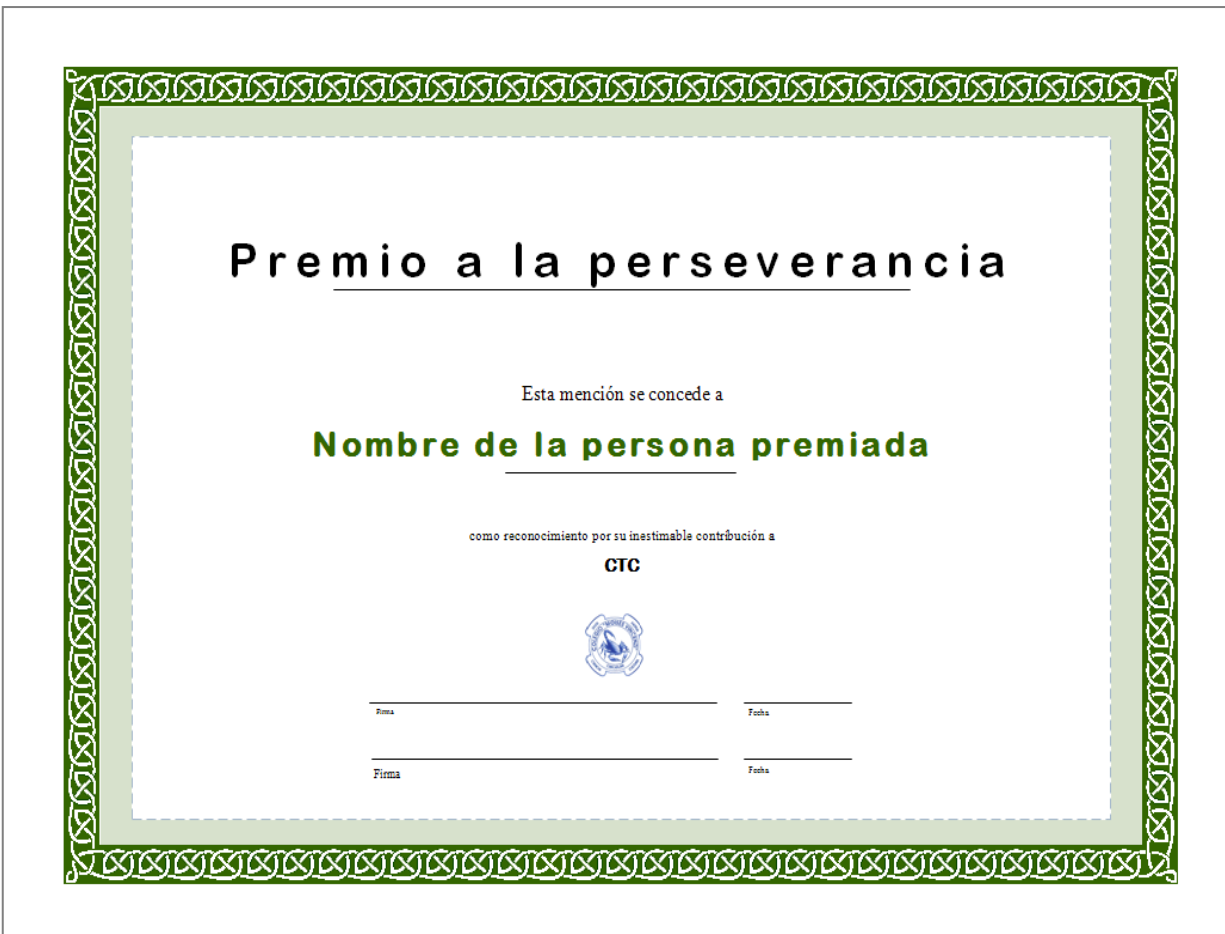 Premio a la perseverancia
Esta mención se concede a
Nombre de la persona premiada
como reconocimiento por su inestimable contribución a
CTC
COLEGIO
Firma
Fecha
Firma
Fecha